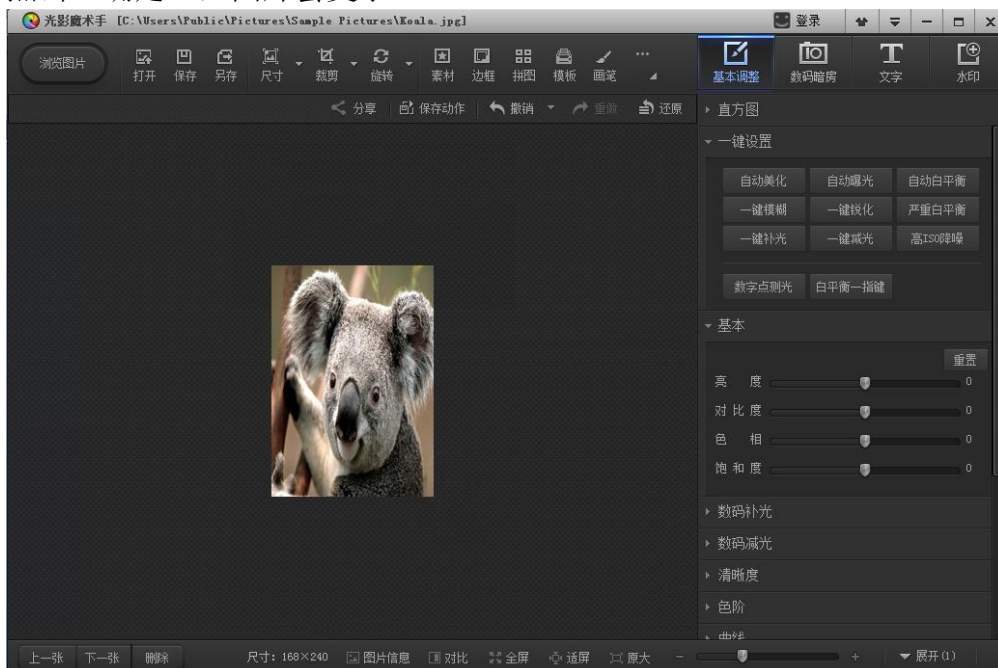 光影魔术手 [C:\Users\Public\Pictures\Sample Pictures\Koala.jpg] 登录
浏览图片 打开 保存 另存 尺寸 裁剪 旋转 素材 边框 拼图 模板 画笔 ... 基本调整 数码暗房 文字 水印
分享 保存动作 撤销 重做 还原
直方图
一键设置
自动美化 自动曝光 自动白平衡
一键模糊 一键锐化 严重白平衡
一键补光 一键减光 高ISO降噪
数字点测光 白平衡一指键
基本
重置
亮 度 0
对比度 0
色 相 0
饱和度 0
数码补光
数码减光
清晰度
色阶
曲线
上一张 下一张 删除 尺寸: 168×240 图片信息 对比 全屏 适屏 原大 - + 展开(1)